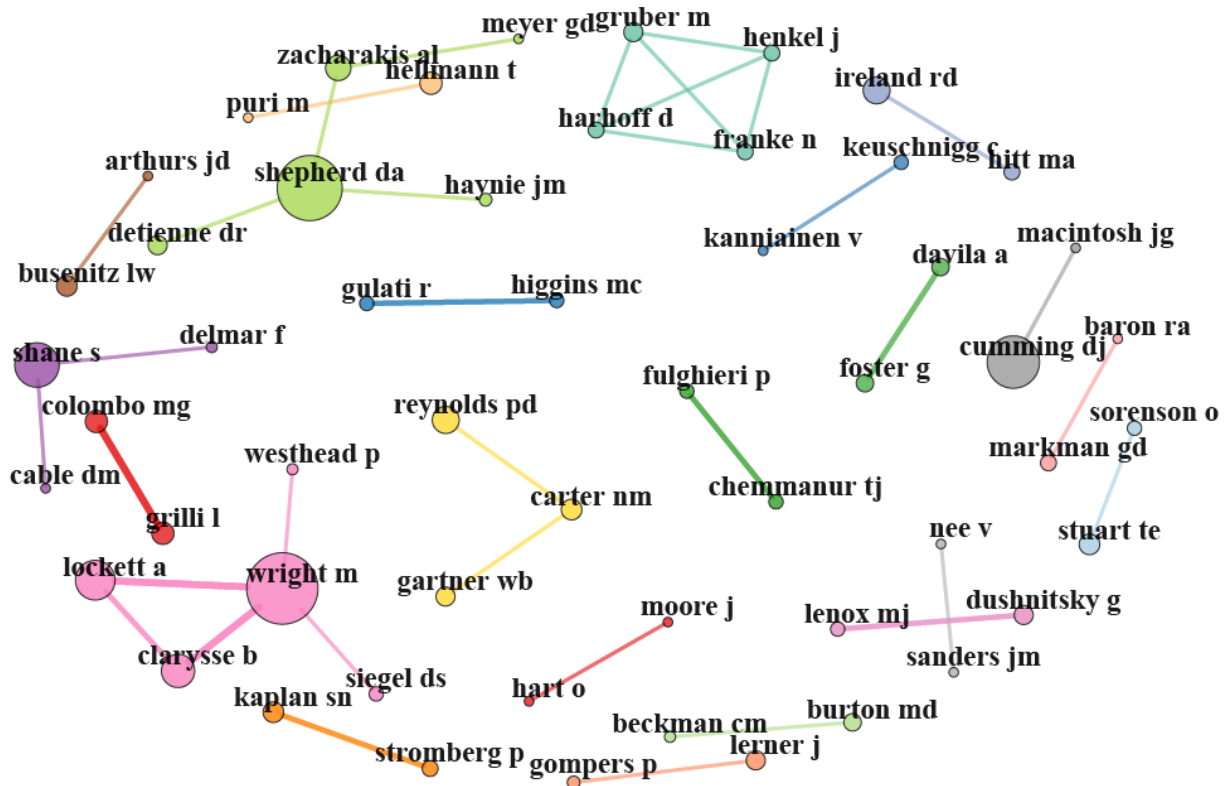 gruber m
meyer gd
henkel j
zacharakis al
hellmann t
ireland rd
puri m
harhoff d
franke n
keuschnigg c
hitt ma
arthurs jd
shepherd da
haynie jm
detienne dr
kanniainen v
macintosh jg
busenitz lw
davila a
gulati r
higgins mc
baron ra
delmar f
shane s
cumming dj
foster g
fulghieri p
colombo mg
reynolds pd
sorenson o
westhead p
markman gd
cable dm
chemmanur tj
carter nm
grilli l
nee v
stuart te
lockett a
wright m
gartner wb
moore j
lenox mj
dushnitsky g
clarysse b
sanders jm
siegel ds
hart o
kaplan sn
beckman cm
burton md
stromberg p
lerner j
gompers p